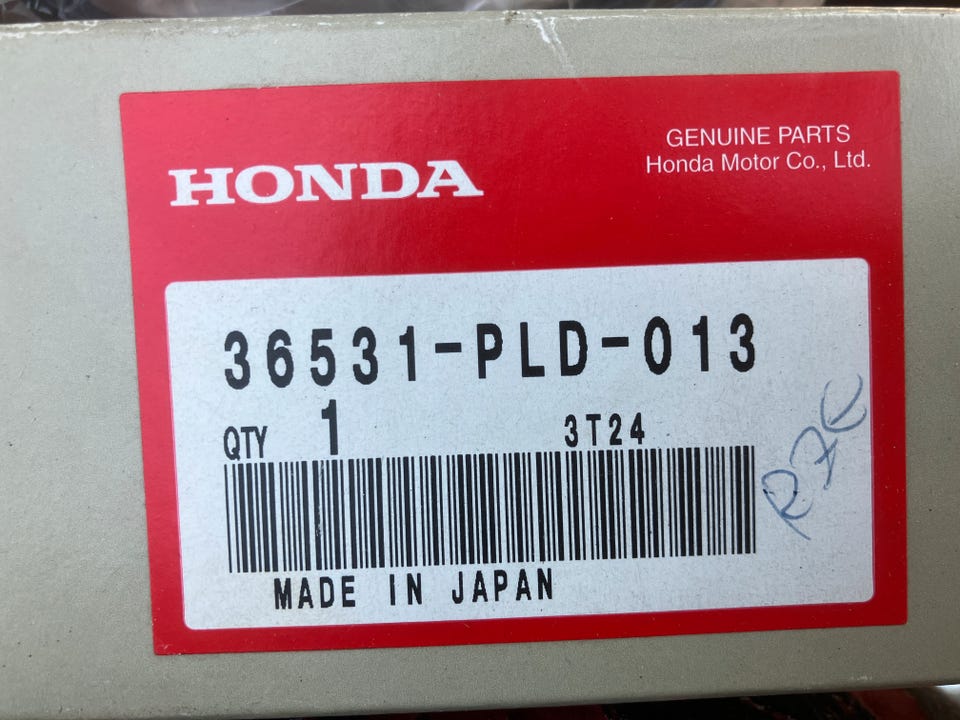 HONDA
GENUINE PARTS
Honda Motor Co., Ltd.
36531-PLD-013
QTY 1 3T24
MADE IN JAPAN